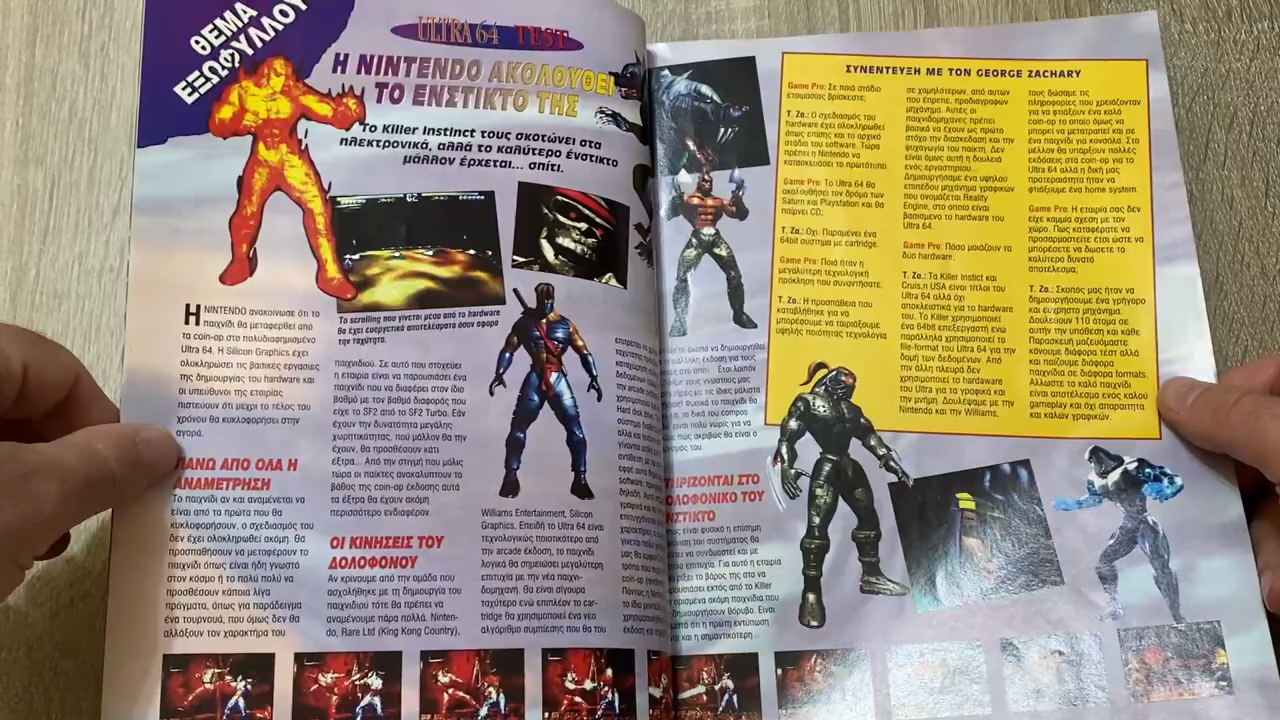 ΘΕΜΑ
ΕΞΩΦΥΛΛΟΥ
ULTRA 64 TEST
Η NINTENDO ΑΚΟΛΟΥΘΕΙ
ΤΟ ΕΝΣΤΙΚΤΟ ΤΗΣ
Το Killer Instinct τους σκοτώνει στα
ηλεκτρονικά, αλλά το καλύτερο ένστικτο
μάλλον έρχεται... σπίτι.
Το scrolling που γίνεται μέσα από το hardware
θα έχει ευεργετικά αποτελέσματα όσον αφορά
την ταχύτητα.
Η NINTENDO ανακοίνωσε ότι το
παιχνίδι θα μεταφερθεί από
τα coin-op στο πολυδιαφημισμένο
Ultra 64. Η Silicon Graphics έχει
ολοκληρώσει τις βασικές εργασίες
της δημιουργίας του hardware και
οι υπεύθυνοι της εταιρίας
πιστεύουν ότι μεχρι το τέλος του
χρόνου θα κυκλοφορήσει στην
αγορά.
ΠΑΝΩ ΑΠΟ ΟΛΑ Η
ΑΝΑΜΕΤΡΗΣΗ
Το παιχνίδι αν και αναμένεται να
είναι από τα πρώτα που θα
κυκλοφορήσουν, ο σχεδιασμός του
δεν έχει ολοκληρωθεί ακόμη. Θα
προσπαθήσουν να μεταφέρουν το
παιχνίδι όπως είναι ήδη γνωστό
στον κόσμο ή το πολύ πολύ να
προσθέσουν κάποια λίγα
πράγματα, όπως για παράδειγμα
ένα τουρνουά, που όμως δεν θα
αλλάξουν τον χαρακτήρα του
παιχνιδιού. Σε αυτό που στοχεύει
η εταιρία είναι να παρουσιάσει ένα
παιχνίδι που να διαφέρει στον ίδιο
βαθμό με τον βαθμό διαφοράς που
είχε το SF2 από το SF2 Turbo. Εάν
έχουν την δυνατότητα μεγάλης
χωρητικότητας, πού μάλλον θα την
έχουν, θα προσθέσουν κάτι
έξτρα... Από την στιγμή που μόλις
τώρα οι παίκτες ανακαλυπτουν το
βάθος της coin-op έκδοσης αυτά
τα έξτρα θα έχουν ακόμη
περισσότερο ενδιαφέρον.
ΟΙ ΚΙΝΗΣΕΙΣ ΤΟΥ
ΔΟΛΟΦΟΝΟΥ
Αν κρίνουμε από την ομάδα που
ασχολήθηκε με τη δημιουργία του
παιχνιδιού τότε θα πρέπει να
αναμένουμε πάρα πολλά. Ninten-
do, Rare Ltd (King Kong Country),
Williams Entertainment, Silicon
Graphics. Επειδή το Ultra 64 είναι
τεχνολογικώς ποιοτικότερο από
την arcade έκδοση, το παιχνίδι
λογικά θα σημειώσει μεγαλύτερη
επιτυχία με την νέα παιχνι-
δομηχανή. Θα είναι σίγουρα
ταχύτερο ενώ επιπλέον το car-
tridge θα χρησιμοποιεί ένα νέο
αλγόριθμο συμπίεσης που θα του
ΣΥΝΕΝΤΕΥΞΗ ΜΕ ΤΟΝ GEORGE ZACHARY
Game Pro: Σε ποιό στάδιο
ετοιμασίας βρίσκεστε;
Τ. Ζα.: Ο σχεδιασμός του
hardware έχει ολοκληρωθεί
όπως επίσης και το αρχικό
στάδιο του software. Τώρα
πρέπει η Nintendo να
κατασκευάσει το πρωτότυπο.
Game Pro: Το Ultra 64 θα
ακολουθήσει τον δρόμο των
Saturn και Playstation και θα
παίρνει CD;
Τ. Ζα.: Όχι. Παραμένει ένα
64bit σύστημα με cartridge.
Game Pro: Ποιά ήταν η
μεγαλύτερη τεχνολογική
πρόκληση που συναντήσατε;
Τ. Ζα.: Η προσπάθεια που
καταβλήθηκε για να
μπορέσουμε να ταιριάξουμε
υψηλής ποιότητας τεχνολογία
σε χαμηλότερων, από αυτών
που έπρεπε, προδιαγραφών
μηχάνημα. Αυτές οι
παιχνιδομηχανες πρέπει
βασικά να έχουν ως πρώτο
στόχο την διασκέδαση και την
ψυχαγωγία του παίκτη. Δεν
είναι όμως αυτή η δουλειά
ενός εργαστηρίου...
Δημιουργήσαμε ένα υψηλού
επιπέδου μηχάνημα γραφικών
που ονομάζεται Reality
Engine, στο οποίο είναι
βασισμενο το hardware του
Ultra 64.
Game Pro: Πόσο μοιάζουν τα
δύο hardware;
Τ. Ζα.: Τα Killer Instict και
Cruis,n USA είναι τίτλοι του
Ultra 64 αλλά όχι
αποκλειστικά για το hardware
του. Το Killer χρησιμοποιεί
ένα 64bit επεξεργαστή ενω
παράλληλα χρησιμοποιεί το
file-format του Ultra 64 για την
δομή των δεδομένων. Από
την άλλη πλευρά δεν
χρησιμοποιεί το hardaware
του Ultra για τα γραφικά και
την μνήμη. Δουλέψαμε με την
Nintendo και την Williams,
τους δώσαμε τις
πληροφορίες που χρειάζονταν
για να φτιάξουν ένα καλό
coin-op το οποίο όμως να
μπορεί να μετατραπεί και σε
ένα παιχνίδι για κονσόλα. Στο
μέλλον θα υπάρξουν πολλές
εκδόσεις στα coin-op για το
Ultra 64 αλλά η δική μας
προτεραιότητα ήταν να
φτιάξουμε ένα home system.
Game Pro: Η εταιρία σας δεν
είχε καμμία σχεση με τον
χώρο. Πως καταφέρατε να
προσαρμοστείτε έτσι ώστε να
μπορέσετε να δωσετε το
καλύτερο δυνατό
αποτέλεσμα;
Τ. Ζα.: Σκοπός μας ήταν να
δημιουργήσουμε ένα γρήγορο
και ευχρηστο μηχάνημα.
Δουλευουν 110 άτομα σε
αυτήν την υπόθεση και κάθε
Παρασκευή μαζευόμαστε
κάνουμε διάφορα τέστ αλλά
και παίζουμε διάφορα
παιχνίδια σε διάφορα formats.
Αλλωστε το καλό παιχνίδι
είναι αποτέλεσμα ενός καλού
gameplay και όχι απαραιτητα
και καλών γραφικών.